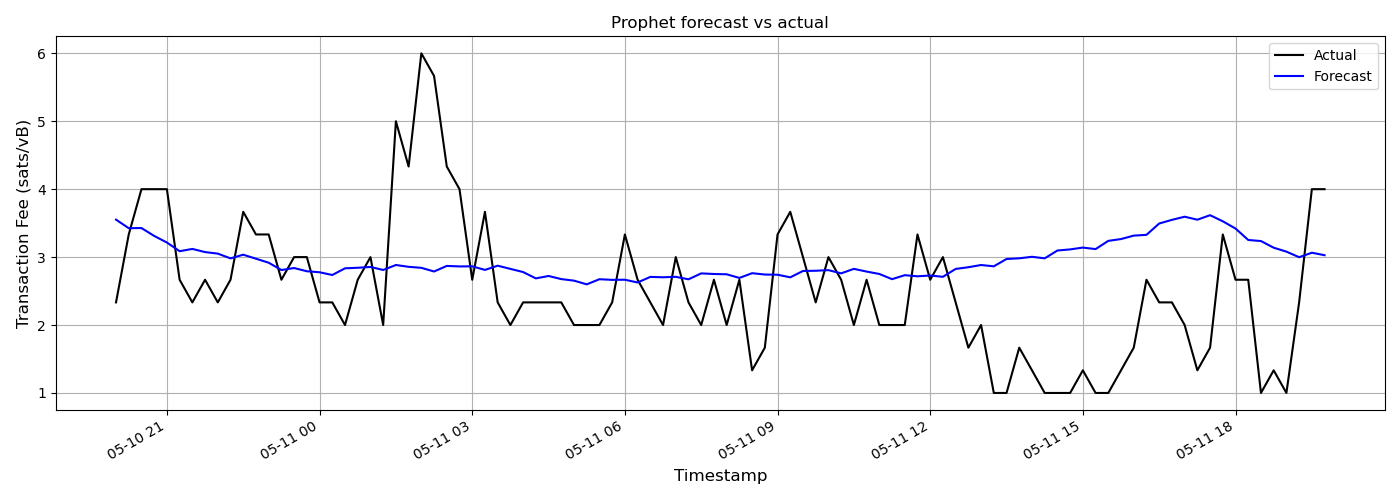 Prophet forecast vs actual
Actual
Forecast
Transaction Fee (sats/vB)
6
5
4
3
2
1
05-10 21
05-11 00
05-11 03
05-11 06
05-11 09
05-11 12
05-11 15
05-11 18
Timestamp